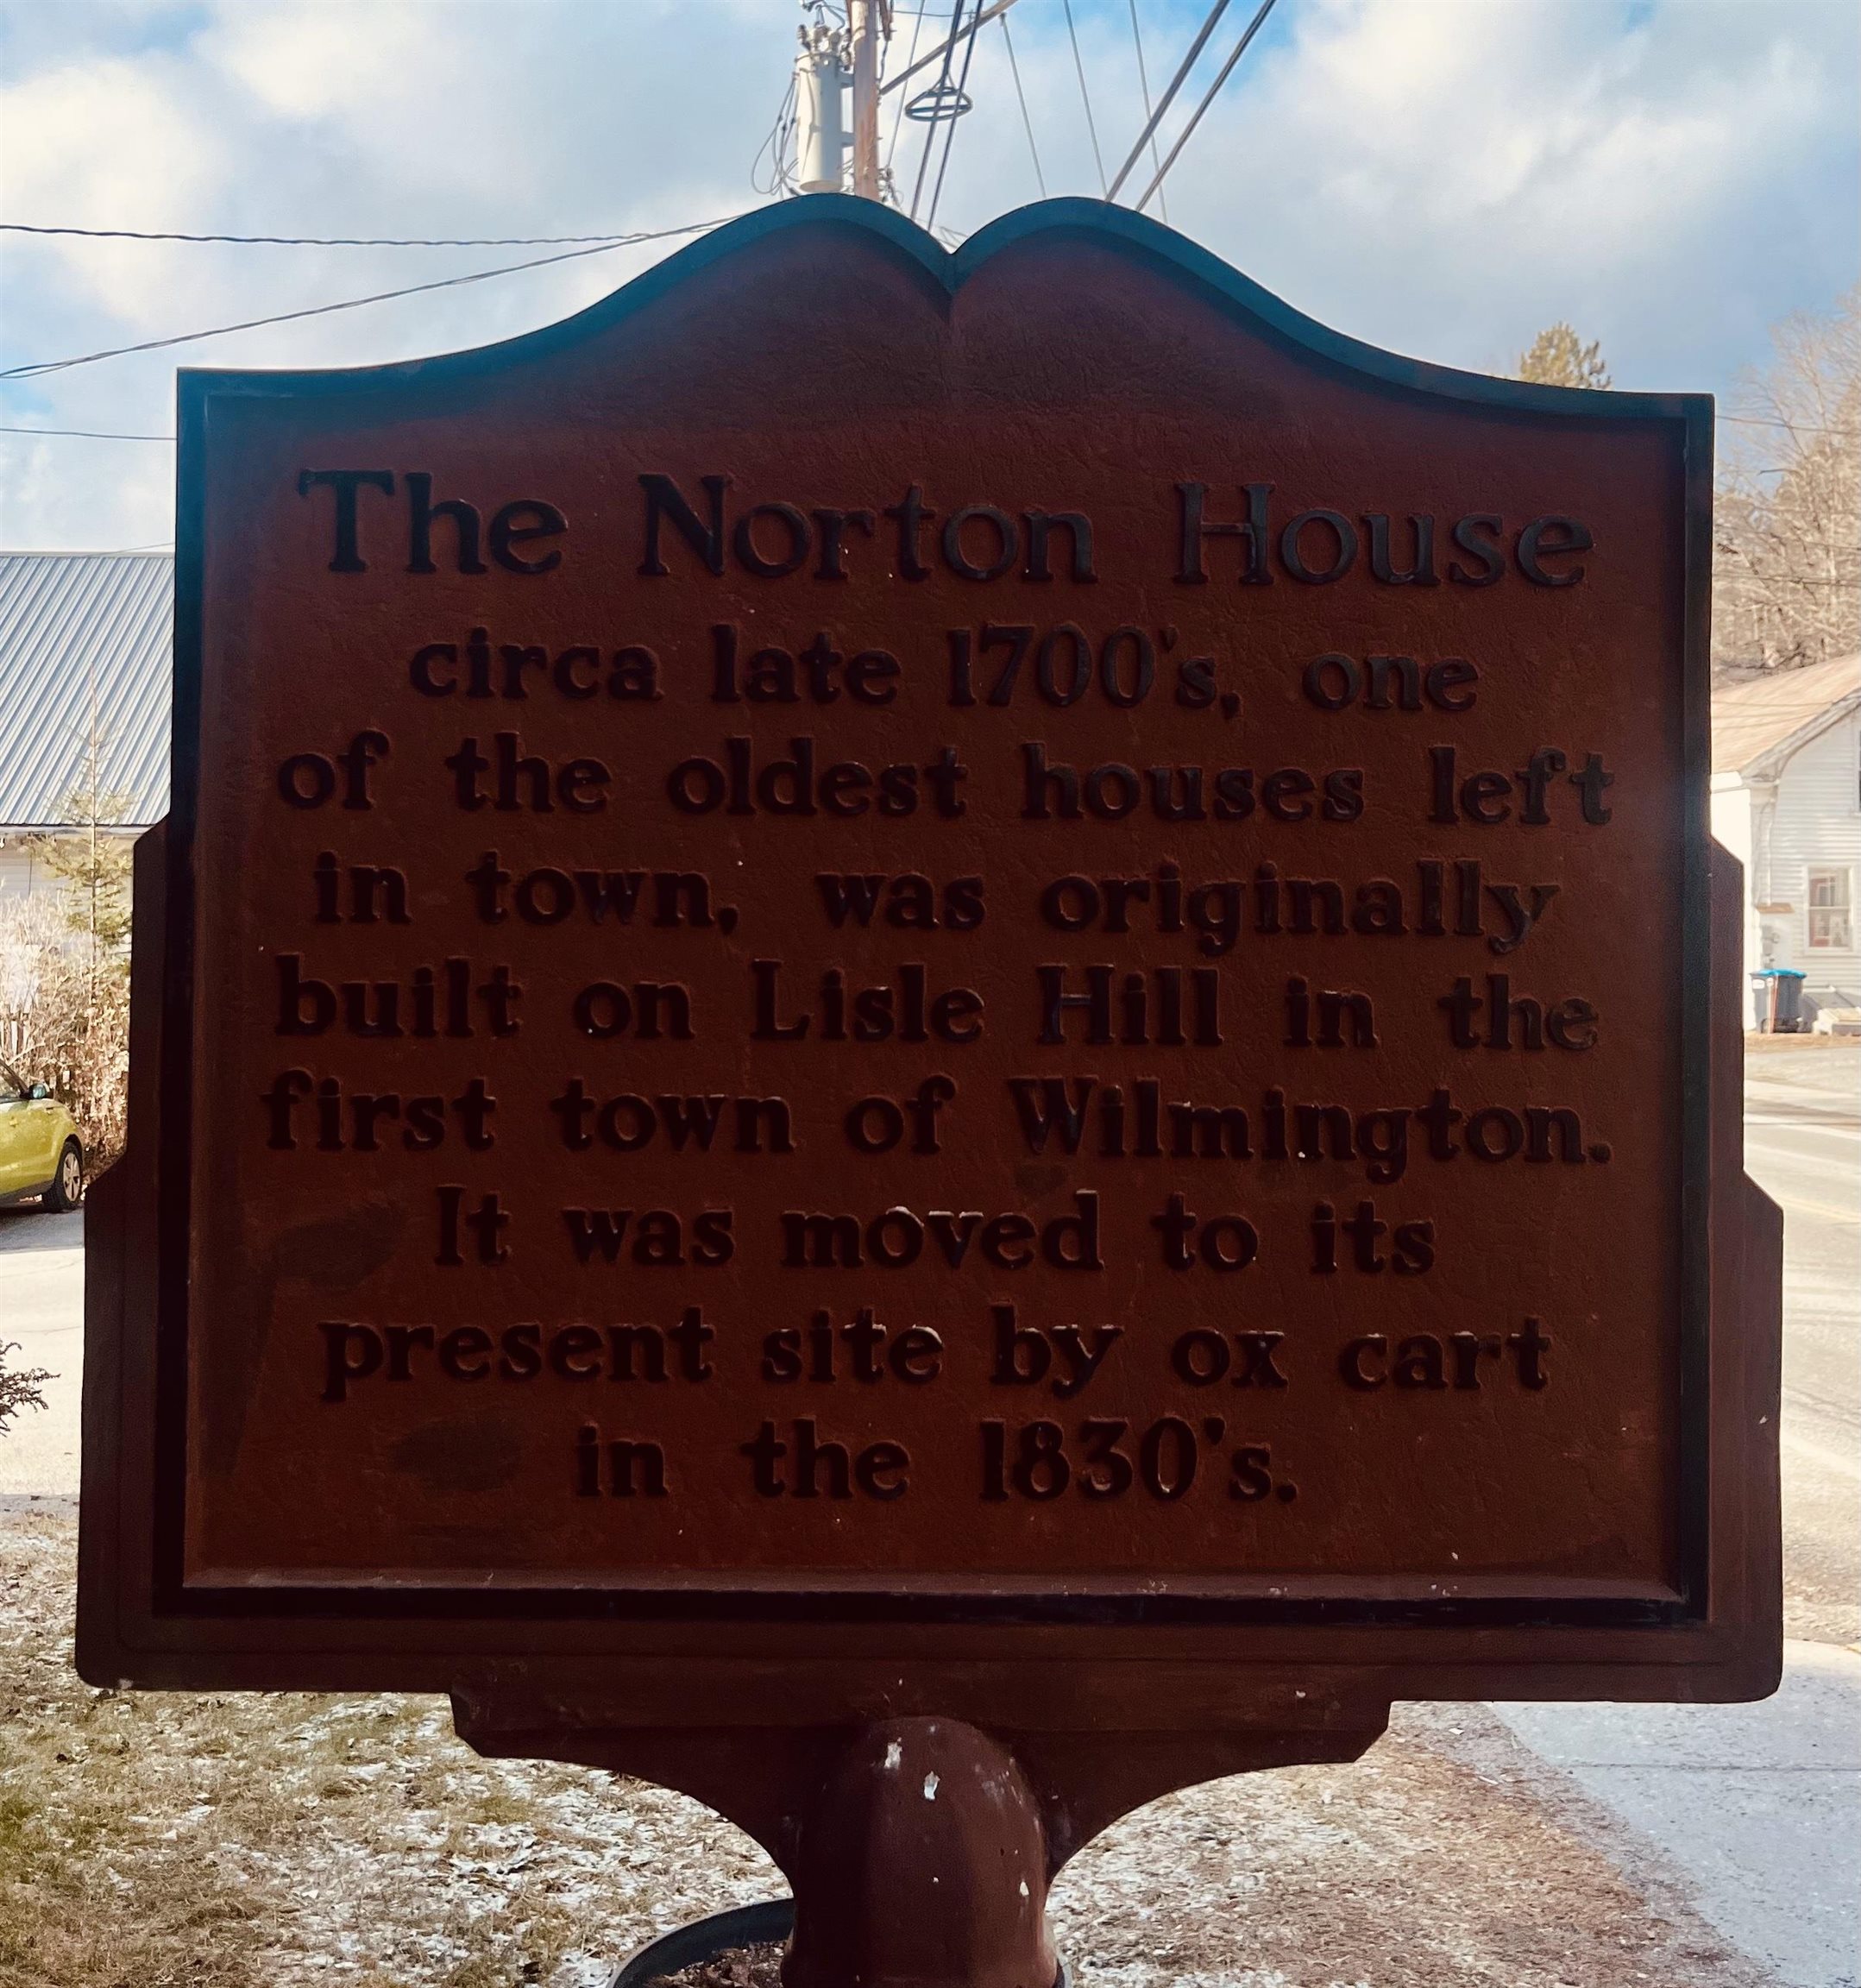 The Norton House
circa late 1700's, one
of the oldest houses left
in town, was originally
built on Lisle Hill in the
first town of Wilmington.
It was moved to its
present site by ox cart
in the 1830's.